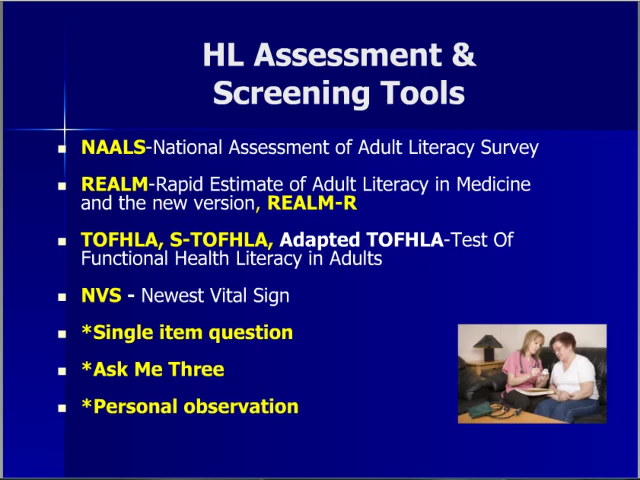 HL Assessment &
Screening Tools
NAALS-National Assessment of Adult Literacy Survey
REALM-Rapid Estimate of Adult Literacy in Medicine
and the new version, REALM-R
TOFHLA, S-TOFHLA, Adapted TOFHLA-Test Of
Functional Health Literacy in Adults
NVS - Newest Vital Sign
*Single item question
*Ask Me Three
*Personal observation